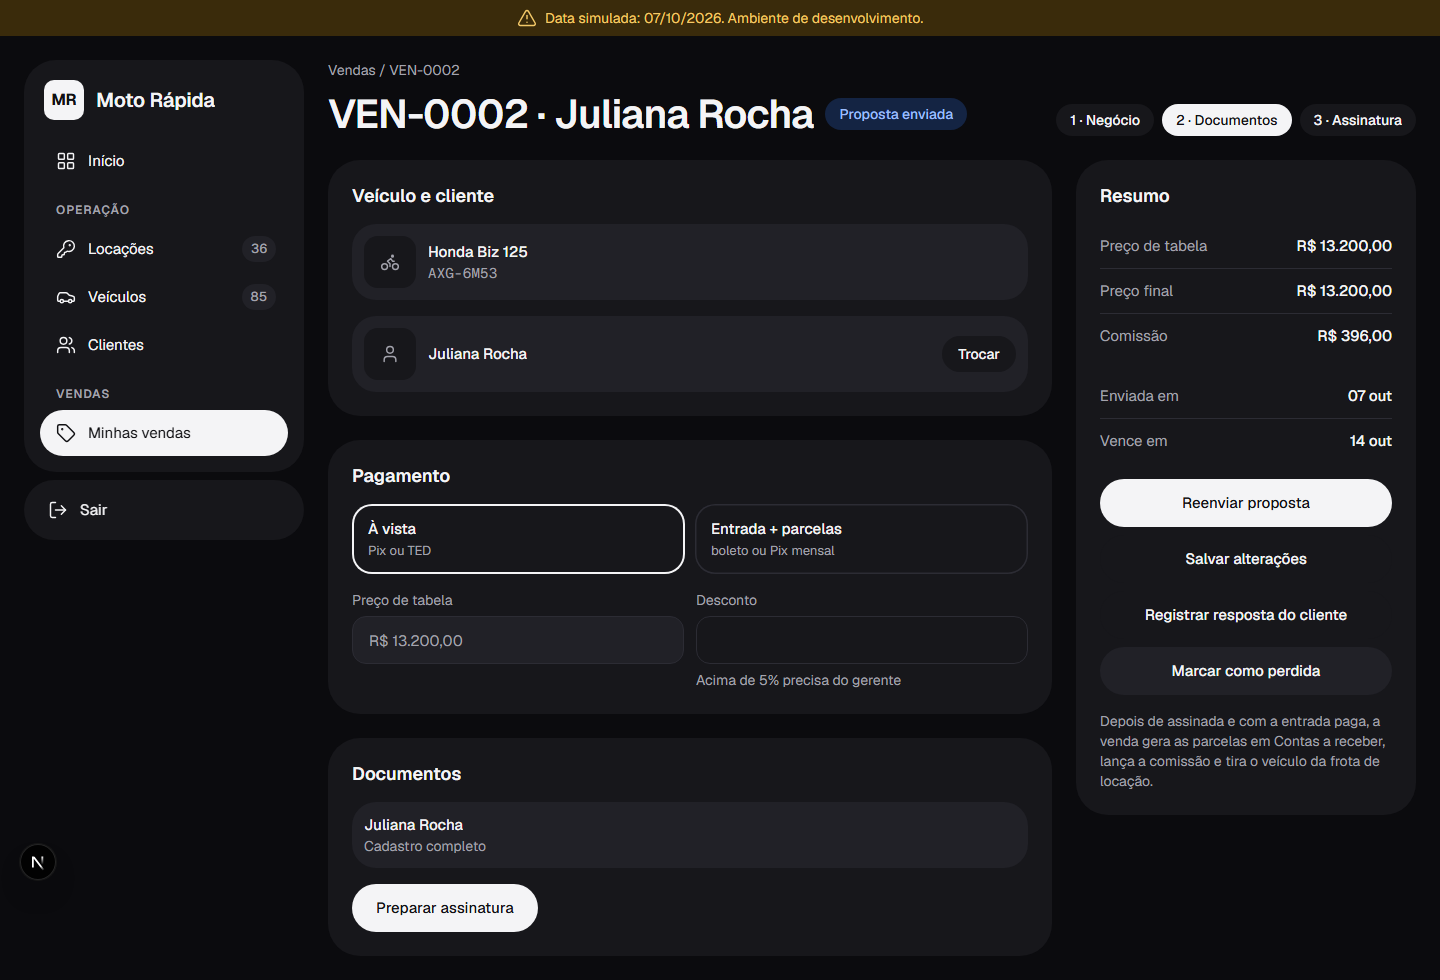 Data simulada: 07/10/2026. Ambiente de desenvolvimento.
MR
Moto Rápida
Início
OPERAÇÃO
Locações
36
Veículos
85
Clientes
VENDAS
Minhas vendas
Sair
Vendas / VEN-0002
VEN-0002 · Juliana Rocha
Proposta enviada
1 · Negócio
2 · Documentos
3 · Assinatura
Veículo e cliente
Honda Biz 125
AXG-6M53
Juliana Rocha
Trocar
Pagamento
À vista
Pix ou TED
Entrada + parcelas
boleto ou Pix mensal
Preço de tabela
R$ 13.200,00
Desconto
Acima de 5% precisa do gerente
Documentos
Juliana Rocha
Cadastro completo
Preparar assinatura
Resumo
Preço de tabela
R$ 13.200,00
Preço final
R$ 13.200,00
Comissão
R$ 396,00
Enviada em
07 out
Vence em
14 out
Reenviar proposta
Salvar alterações
Registrar resposta do cliente
Marcar como perdida
Depois de assinada e com a entrada paga, a
venda gera as parcelas em Contas a receber,
lança a comissão e tira o veículo da frota de
locação.
N